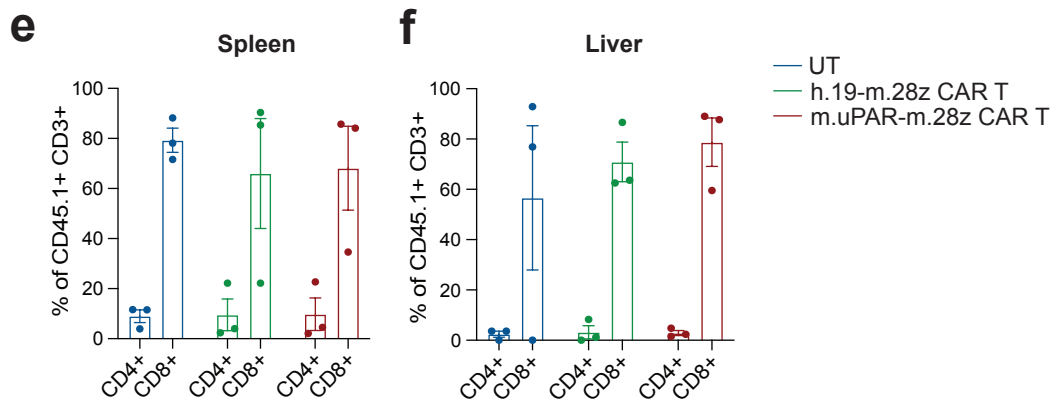 e
Spleen
% of CD45.1+ CD3+
100
80
60
40
20
0
CD4+
CD8+
CD4+
CD8+
CD4+
CD8+
f
Liver
% of CD45.1+ CD3+
100
80
60
40
20
0
CD4+
CD8+
CD4+
CD8+
CD4+
CD8+
UT
h.19-m.28z CAR T
m.uPAR-m.28z CAR T